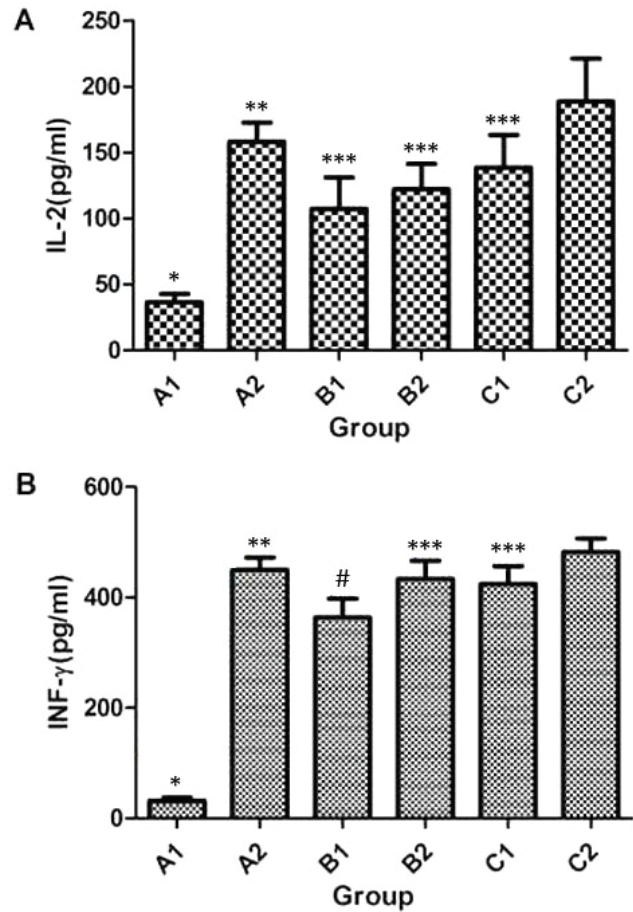 A
250
200
150
100
50
0
IL-2(pg/ml)
*
**
***
***
***
A1
A2
B1
B2
C1
C2
Group
B
600
400
200
0
INF-γ(pg/ml)
*
**
#
***
***
A1
A2
B1
B2
C1
C2
Group